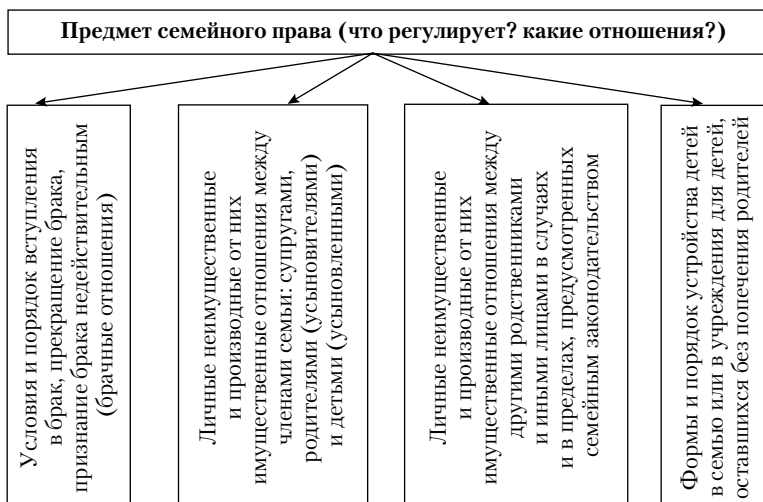 Предмет семейного права (что регулирует? какие отношения?)
Условия и порядок вступления
в брак, прекращение брака,
признание брака недействительным
(брачные отношения)
Личные неимущественные
и производные от них
имущественные отношения между
членами семьи: супругами,
родителями (усыновителями)
и детьми (усыновленными)
Личные неимущественные
и производные от них
имущественные отношения между
другими родственниками
и иными лицами в случаях
и в пределах, предусмотренных
семейным законодательством
Формы и порядок устройства детей
в семью или в учреждения для детей,
оставшихся без попечения родителей